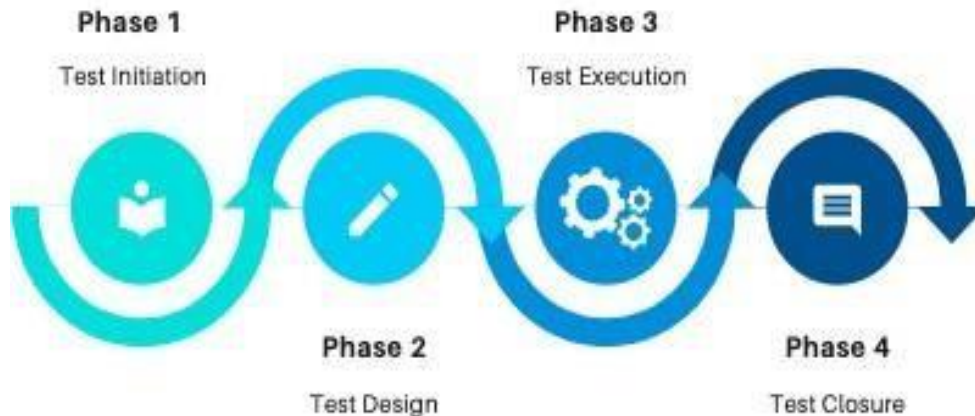 Phase 1
Test Initiation
Phase 2
Test Design
Phase 3
Test Execution
Phase 4
Test Closure